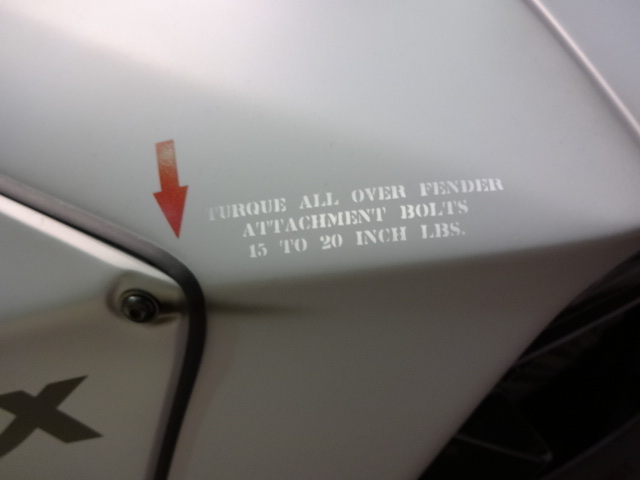 TURQUE ALL OVER FENDER
ATTACHMENT BOLTS
15 TO 20 INCH LBS.
X